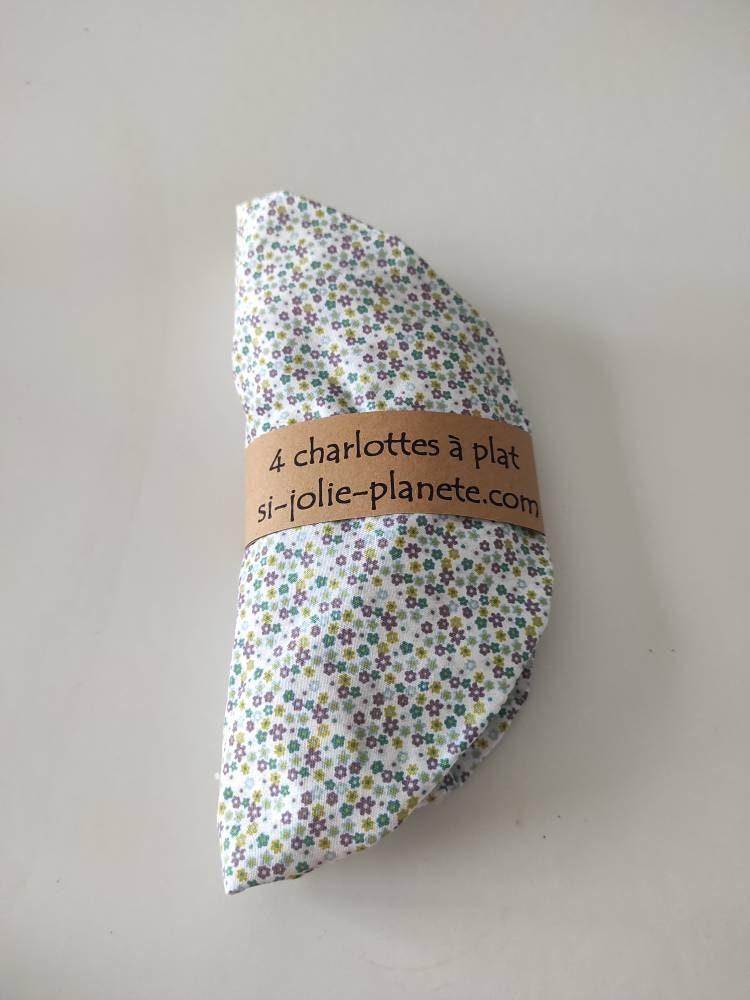 4 charlottes à plat
si-jolie-planete.com